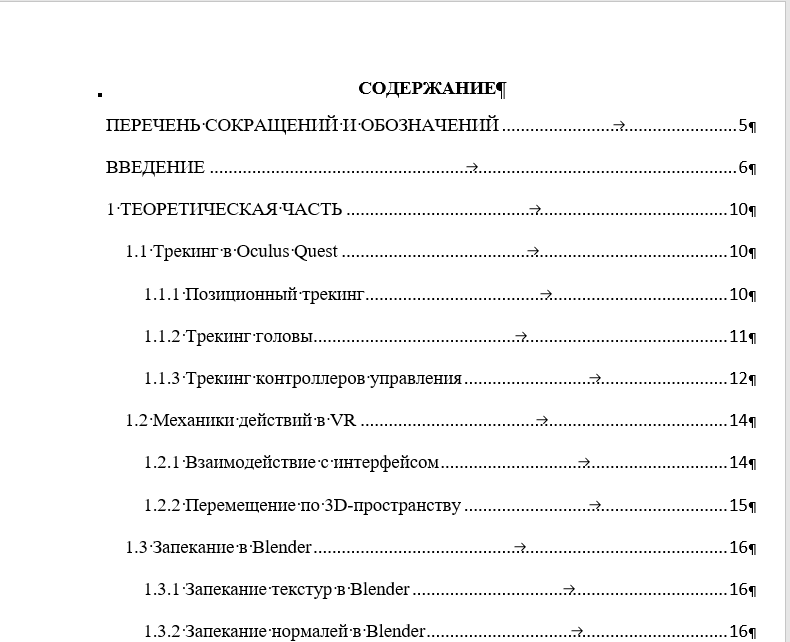 СОДЕРЖАНИЕ¶
ПЕРЕЧЕНЬ·СОКРАЩЕНИЙ·И·ОБОЗНАЧЕНИЙ................→................5¶
ВВЕДЕНИЕ................→................6¶
1·ТЕОРЕТИЧЕСКАЯ·ЧАСТЬ................→................10¶
1.1·Трекинг·в·Oculus·Quest................→................10¶
1.1.1·Позиционный·трекинг................→................10¶
1.1.2·Трекинг·головы................→................11¶
1.1.3·Трекинг·контроллеров·управления................→................12¶
1.2·Механики·действий·в·VR................→................14¶
1.2.1·Взаимодействие·с·интерфейсом................→................14¶
1.2.2·Перемещение·по·3D-пространству................→................15¶
1.3·Запекание·в·Blender................→................16¶
1.3.1·Запекание·текстур·в·Blender................→................16¶
1.3.2·Запекание·нормалей·в·Blender................→................16¶